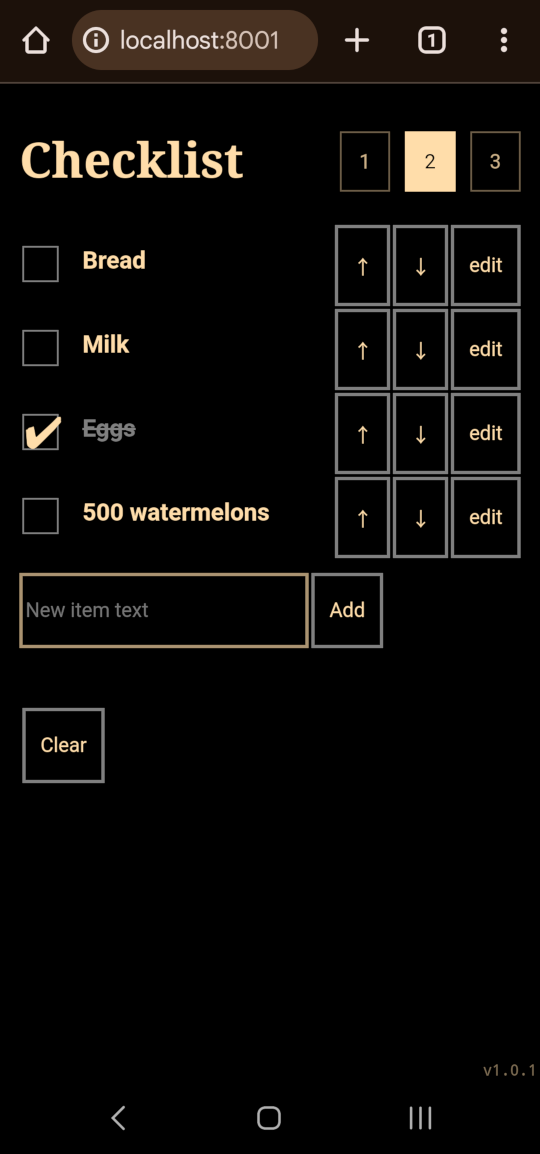 localhost:8001
1
Checklist
1 2 3
Bread ↑ ↓ edit
Milk ↑ ↓ edit
Eggs ↑ ↓ edit
500 watermelons ↑ ↓ edit
New item text Add
Clear
v1.0.1